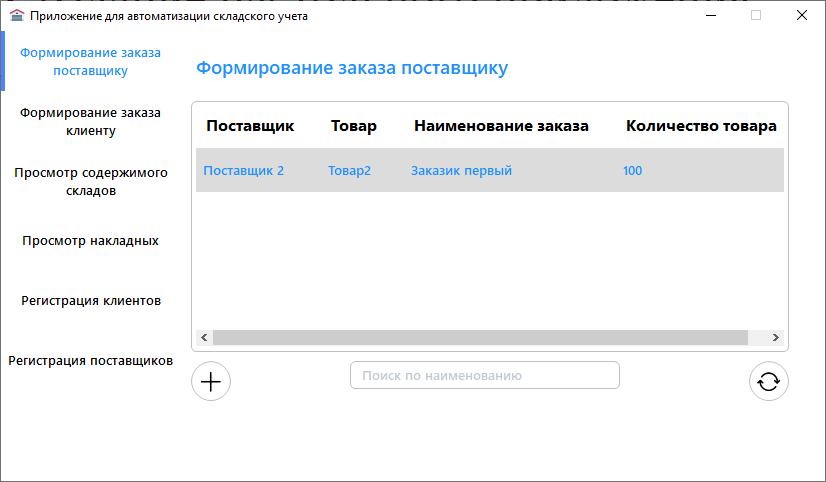 Приложение для автоматизации складского учета
Формирование заказа
поставщику
Формирование заказа
клиенту
Просмотр содержимого
складов
Просмотр накладных
Регистрация клиентов
Регистрация поставщиков
Формирование заказа поставщику
Поставщик Товар Наименование заказа Количество товара
Поставщик 2 Товар2 Заказик первый 100
Поиск по наименованию